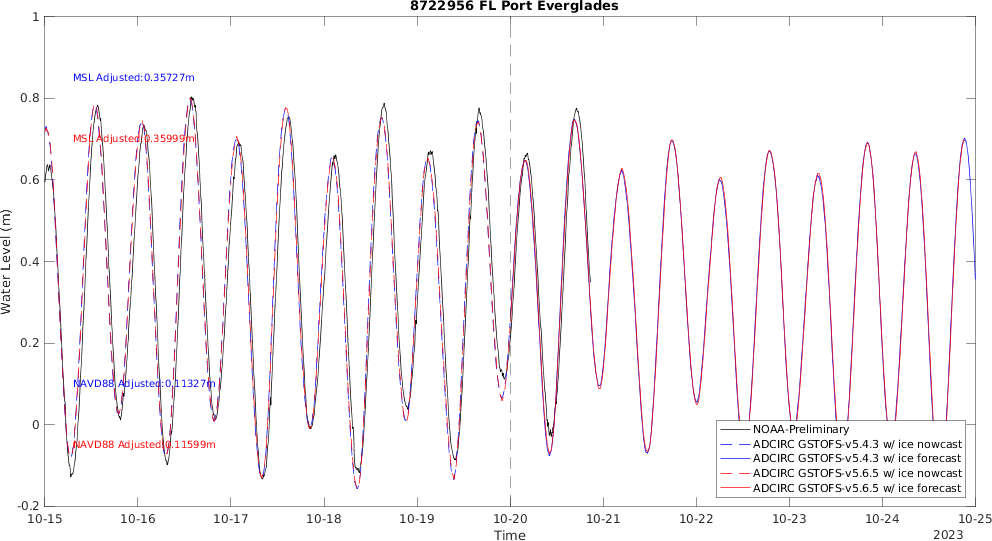 8722956 FL Port Everglades
1
0.8
0.6
0.4
0.2
0
-0.2
Water Level (m)
MSL Adjusted:0.35727m
MSL Adjusted:0.35999m
NAVD88 Adjusted:0.11327m
NAVD88 Adjusted:0.11599m
NOAA-Preliminary
ADCIRC GSTOFS-v5.4.3 w/ ice nowcast
ADCIRC GSTOFS-v5.4.3 w/ ice forecast
ADCIRC GSTOFS-v5.6.5 w/ ice nowcast
ADCIRC GSTOFS-v5.6.5 w/ ice forecast
10-15 10-16 10-17 10-18 10-19 10-20 10-21 10-22 10-23 10-24 10-25
Time
2023